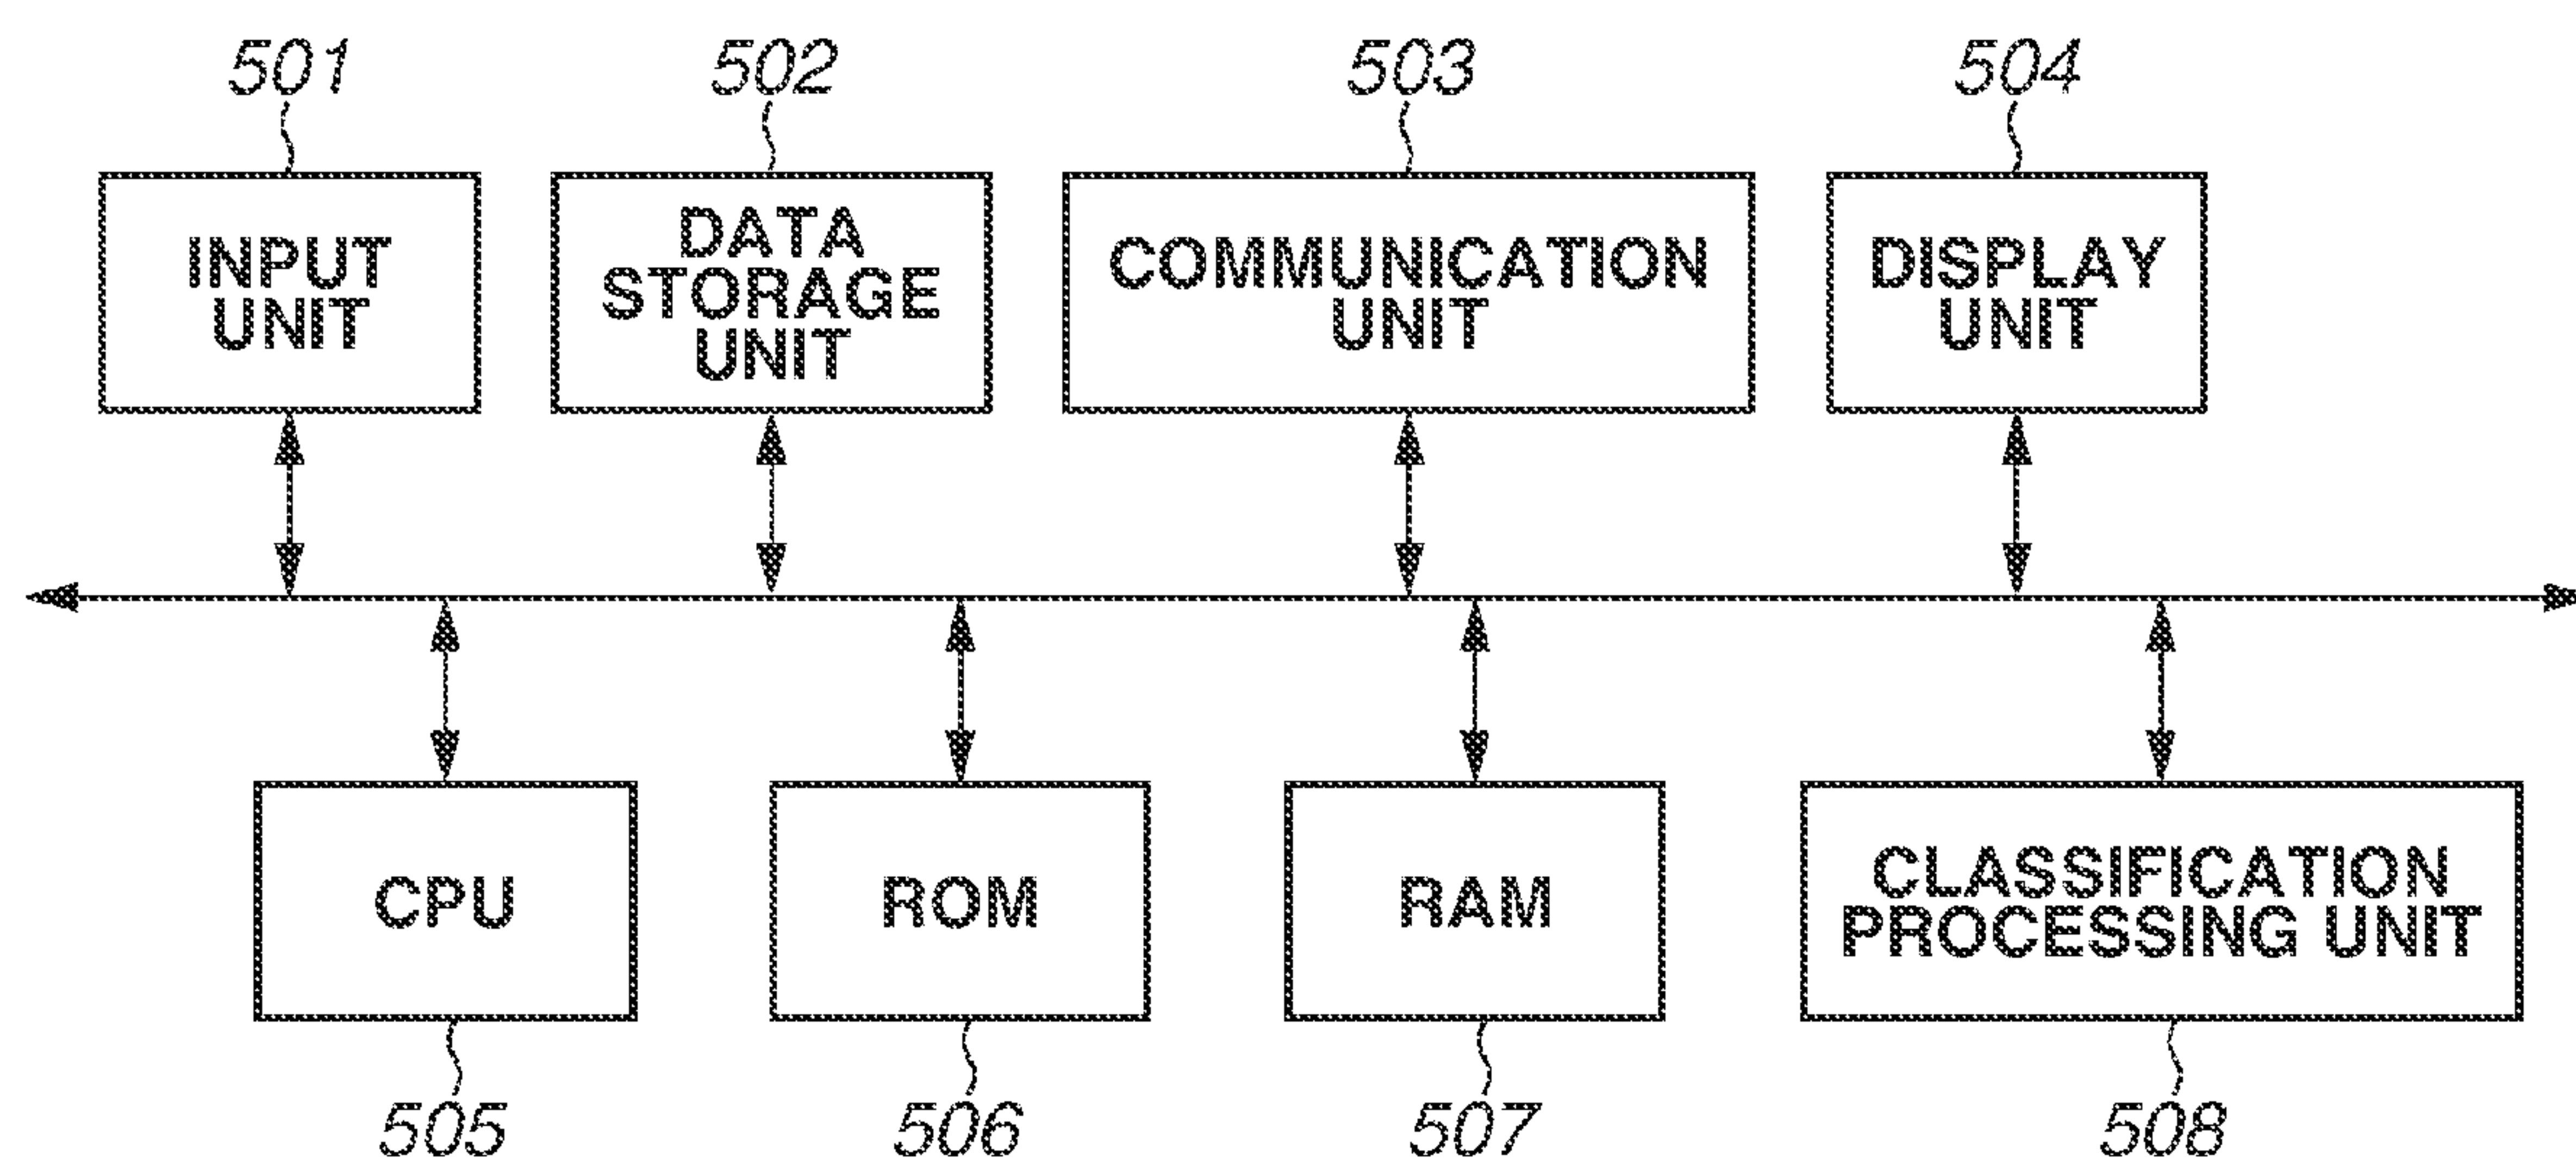 501
502
503
504
INPUT
UNIT
DATA
STORAGE
UNIT
COMMUNICATION
UNIT
DISPLAY
UNIT
CPU
ROM
RAM
CLASSIFICATION
PROCESSING UNIT
505
506
507
508